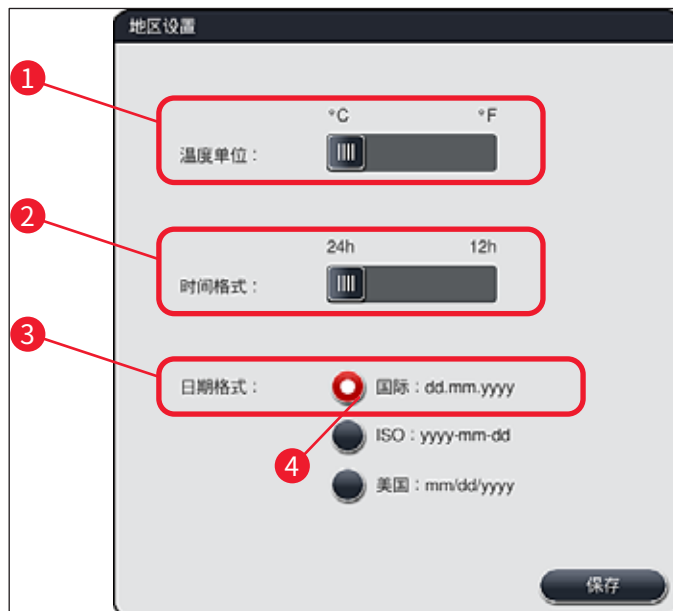 地区设置
1
°C °F
温度单位：
2
24h 12h
时间格式：
3
日期格式： 国际：dd.mm.yyyy
ISO：yyyy-mm-dd
4
美国：mm/dd/yyyy
保存